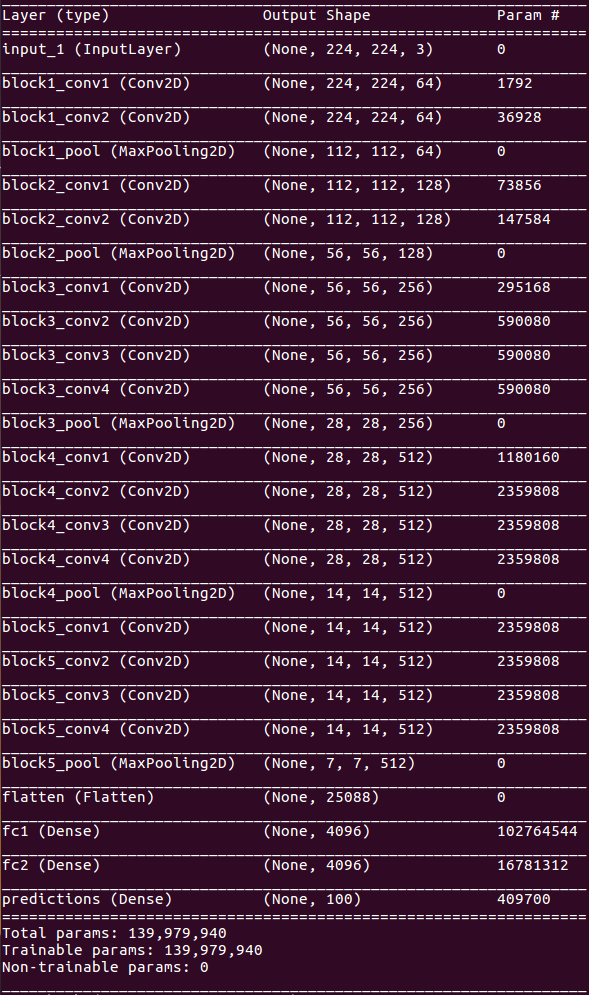 Layer (type) Output Shape Param #
=================================================================
input_1 (InputLayer) (None, 224, 224, 3) 0
block1_conv1 (Conv2D) (None, 224, 224, 64) 1792
block1_conv2 (Conv2D) (None, 224, 224, 64) 36928
block1_pool (MaxPooling2D) (None, 112, 112, 64) 0
block2_conv1 (Conv2D) (None, 112, 112, 128) 73856
block2_conv2 (Conv2D) (None, 112, 112, 128) 147584
block2_pool (MaxPooling2D) (None, 56, 56, 128) 0
block3_conv1 (Conv2D) (None, 56, 56, 256) 295168
block3_conv2 (Conv2D) (None, 56, 56, 256) 590080
block3_conv3 (Conv2D) (None, 56, 56, 256) 590080
block3_conv4 (Conv2D) (None, 56, 56, 256) 590080
block3_pool (MaxPooling2D) (None, 28, 28, 256) 0
block4_conv1 (Conv2D) (None, 28, 28, 512) 1180160
block4_conv2 (Conv2D) (None, 28, 28, 512) 2359808
block4_conv3 (Conv2D) (None, 28, 28, 512) 2359808
block4_conv4 (Conv2D) (None, 28, 28, 512) 2359808
block4_pool (MaxPooling2D) (None, 14, 14, 512) 0
block5_conv1 (Conv2D) (None, 14, 14, 512) 2359808
block5_conv2 (Conv2D) (None, 14, 14, 512) 2359808
block5_conv3 (Conv2D) (None, 14, 14, 512) 2359808
block5_conv4 (Conv2D) (None, 14, 14, 512) 2359808
block5_pool (MaxPooling2D) (None, 7, 7, 512) 0
flatten (Flatten) (None, 25088) 0
fc1 (Dense) (None, 4096) 102764544
fc2 (Dense) (None, 4096) 16781312
predictions (Dense) (None, 100) 409700
=================================================================
Total params: 139,979,940
Trainable params: 139,979,940
Non-trainable params: 0